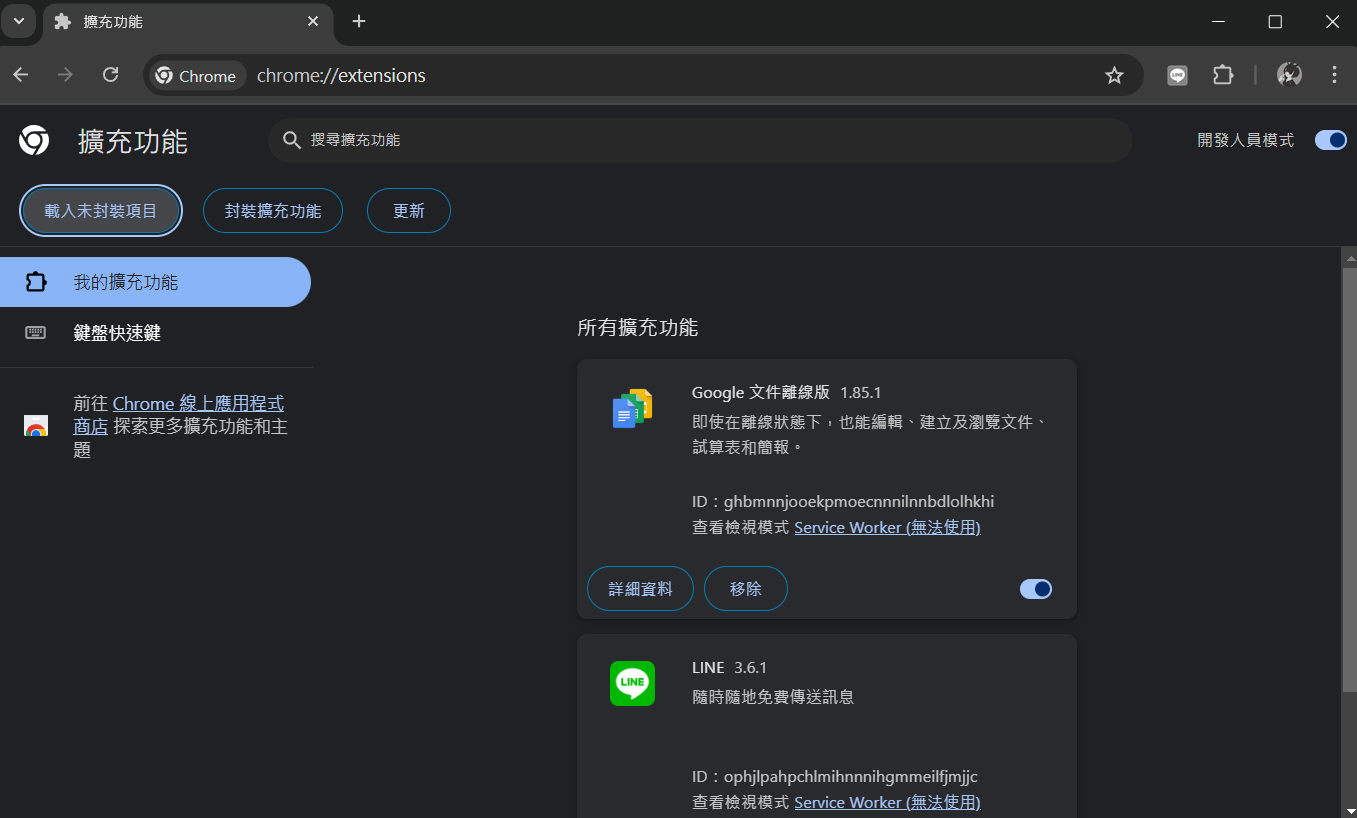 擴充功能
Chrome
chrome://extensions
擴充功能
搜尋擴充功能
開發人員模式
載入未封裝項目
封裝擴充功能
更新
我的擴充功能
鍵盤快速鍵
前往 Chrome 線上應用程式
商店 探索更多擴充功能和主
題
所有擴充功能
Google 文件離線版 1.85.1
即使在離線狀態下，也能編輯、建立及瀏覽文件、
試算表和簡報。
ID：ghbmnnjooekpmoecnnnilnnbdlolhkhi
查看檢視模式 Service Worker (無法使用)
詳細資料
移除
LINE
LINE 3.6.1
隨時隨地免費傳送訊息
ID：ophjlpahpchlmihnnnihgmmeilfjmjjc
查看檢視模式 Service Worker (無法使用)